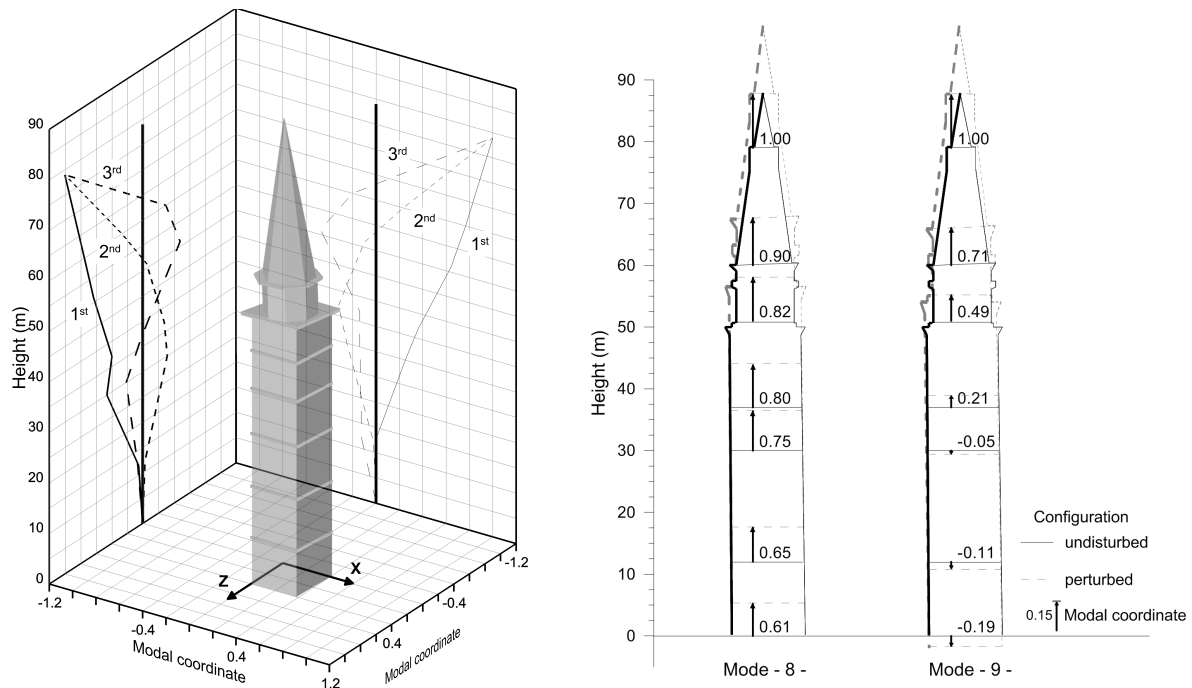 90
80
70
60
50
40
30
20
10
0
Height (m)
3rd
2nd
1st
3rd
2nd
1st
Z
X
-1.2
-0.4
0.4
1.2
Modal coordinate
0.4
-0.4
-1.2
Modal coordinate
90
80
70
60
50
40
30
20
10
0
Height (m)
1.00
0.90
0.82
0.80
0.75
0.65
0.61
Mode - 8 -
1.00
0.71
0.49
0.21
-0.05
-0.11
-0.19
Mode - 9 -
Configuration
undisturbed
perturbed
0.15 Modal coordinate